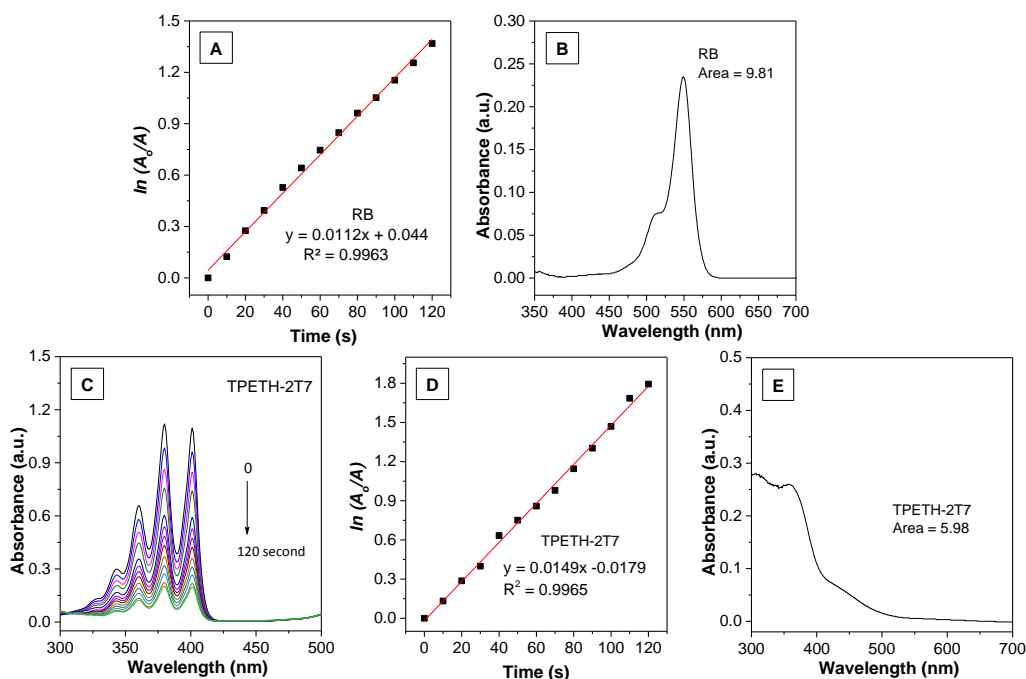 A
ln (Aₒ/A)
1.5
1.2
0.9
0.6
0.3
0.0
RB
y = 0.0112x + 0.044
R² = 0.9963
0 20 40 60 80 100 120
Time (s)
B
RB
Area = 9.81
Absorbance (a.u.)
0.30
0.25
0.20
0.15
0.10
0.05
0.00
350 400 450 500 550 600 650 700
Wavelength (nm)
C
TPETH-2T7
Absorbance (a.u.)
1.5
1.2
0.9
0.6
0.3
0.0
0
120 second
300 350 400 450 500
Wavelength (nm)
D
ln (Aₒ/A)
1.8
1.5
1.2
0.9
0.6
0.3
0.0
TPETH-2T7
y = 0.0149x -0.0179
R² = 0.9965
0 20 40 60 80 100 120
Time (s)
E
Absorbance (a.u.)
0.5
0.4
0.3
0.2
0.1
0.0
TPETH-2T7
Area = 5.98
300 400 500 600 700
Wavelength (nm)